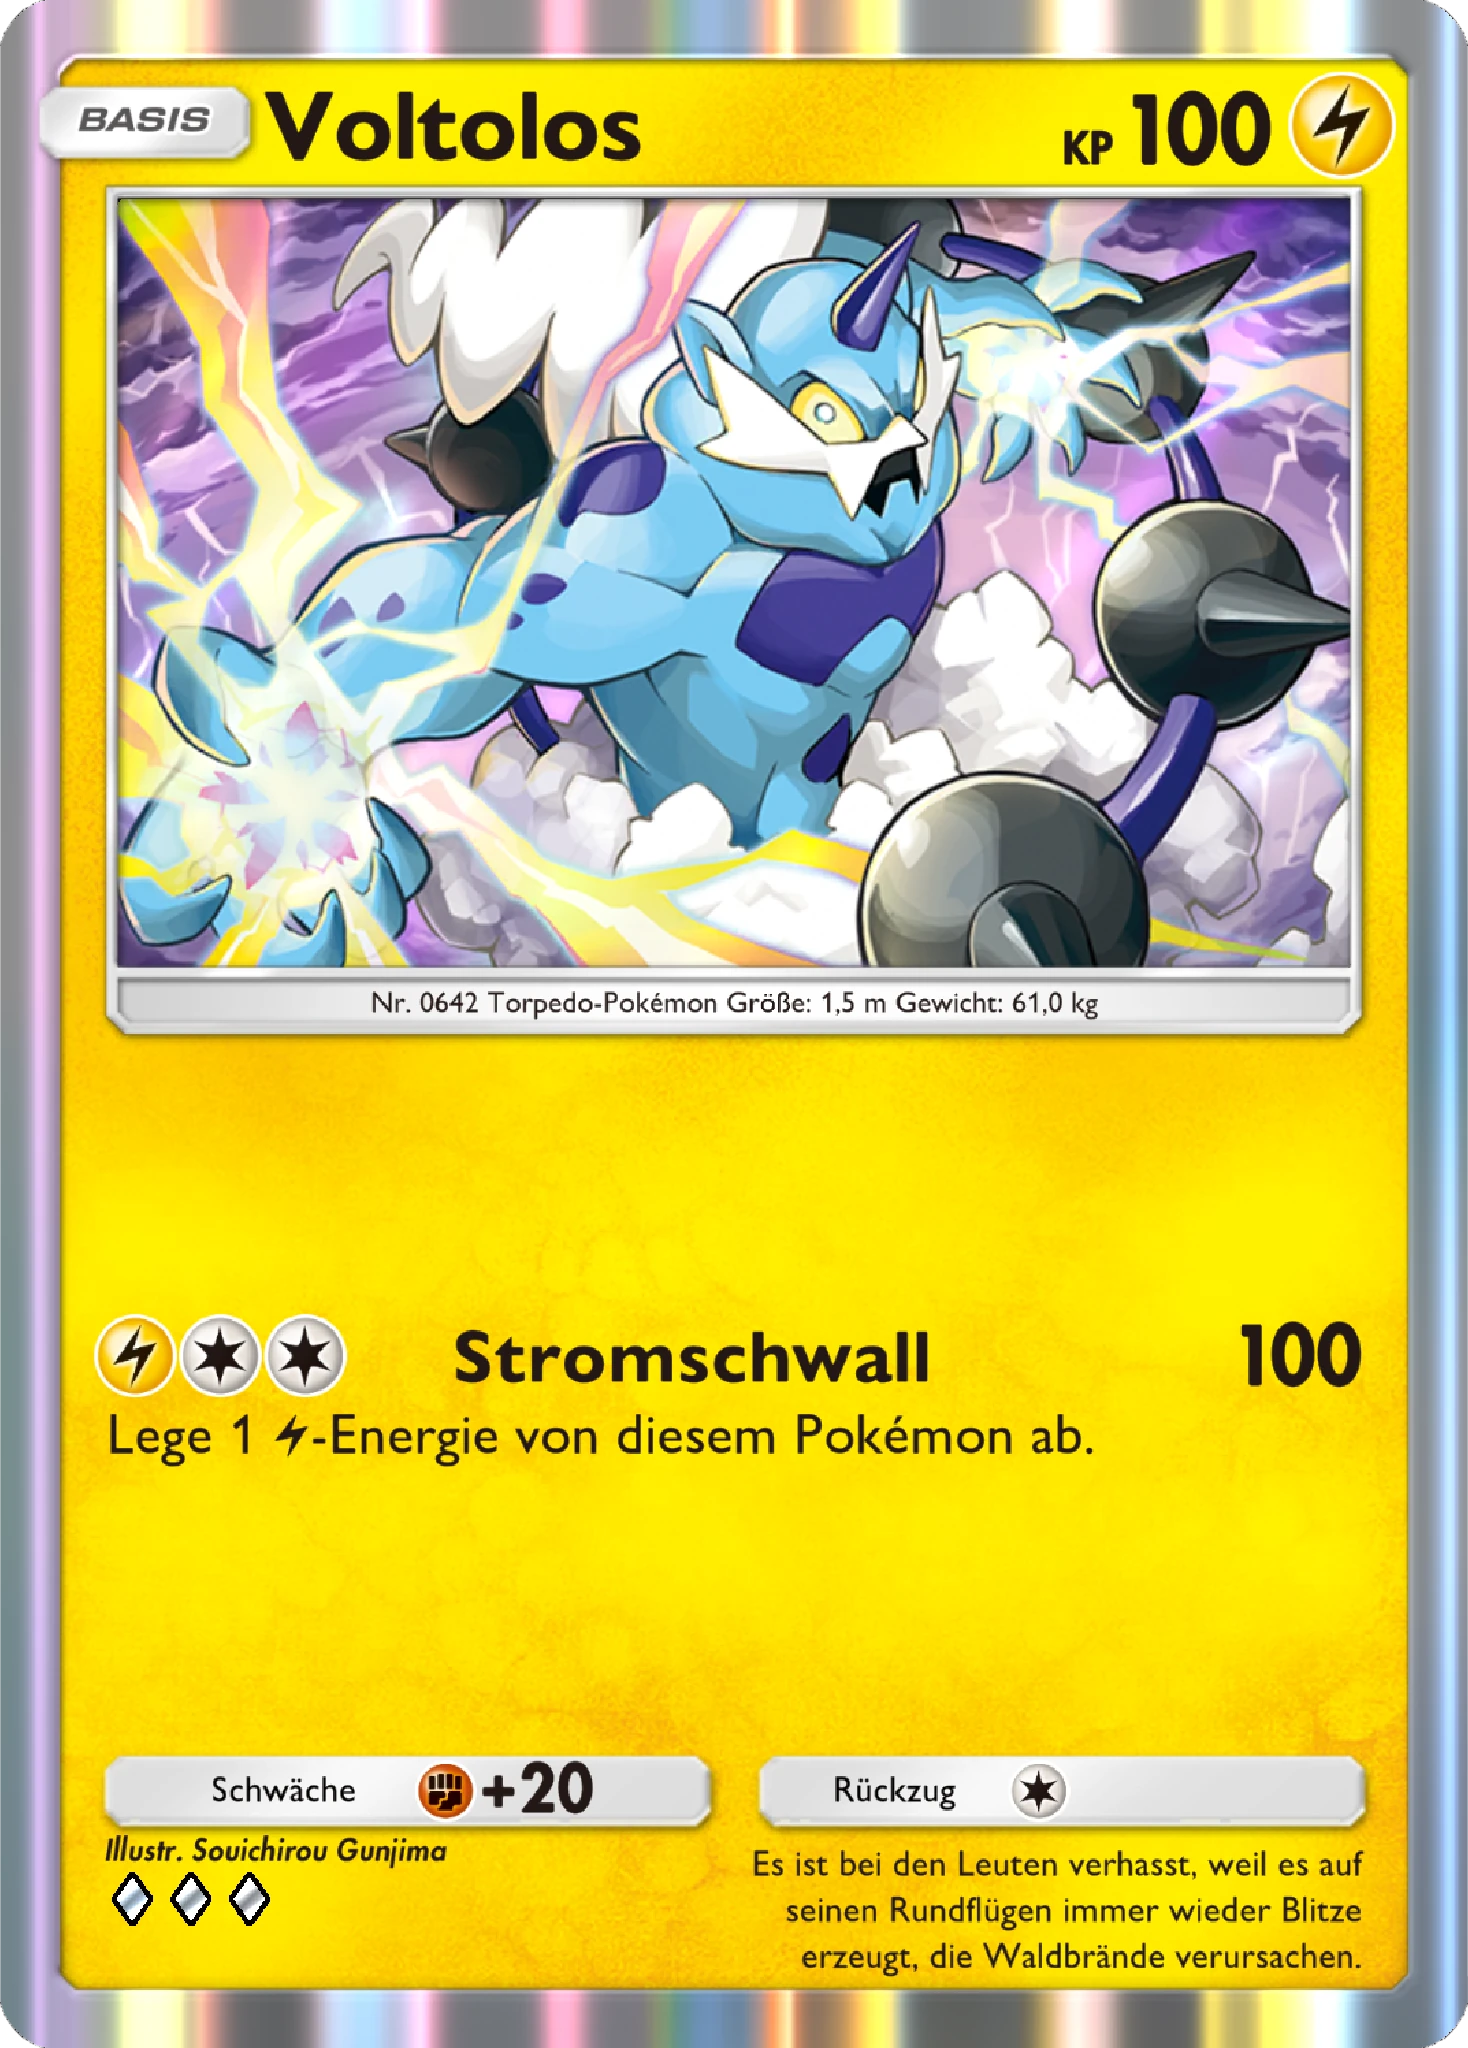 BASIS Voltolos KP 100
Nr. 0642 Torpedo-Pokémon Größe: 1,5 m Gewicht: 61,0 kg
Stromschwall 100
Lege 1 -Energie von diesem Pokémon ab.
Schwäche +20 Rückzug
Illustr. Souichirou Gunjima
Es ist bei den Leuten verhasst, weil es auf
seinen Rundflügen immer wieder Blitze
erzeugt, die Waldbrände verursachen.